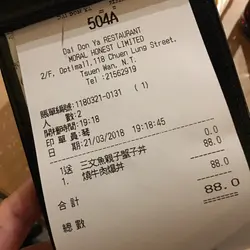 504A
Dai Don Ya RESTAURANT
MORAL HONEST LIMITED
2/F, Optimall,118 Chuen Lung Street,
Tsuen Wan, N.T.
Tel :21562919
賬單編號:1180321-0131 ( 1)
人 數:2
開檯時間:19:18
印單員:
日 期:21/03/2018 19:18:45
1送 三文魚親子蟹子丼 0.0
1. 燒牛肉爆丼 88.0
合計 88.0
總數 88.0